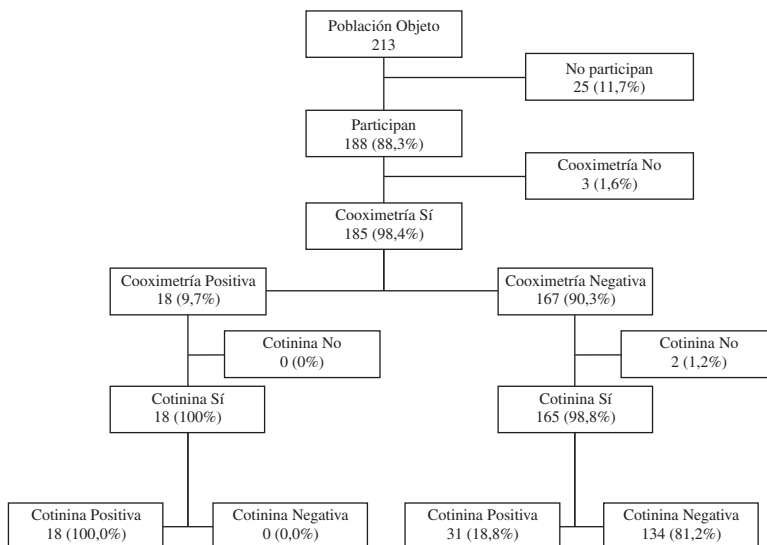 Población Objeto
213
No participan
25 (11,7%)
Participan
188 (88,3%)
Cooximetría No
3 (1,6%)
Cooximetría Sí
185 (98,4%)
Cooximetría Positiva
18 (9,7%)
Cooximetría Negativa
167 (90,3%)
Cotinina No
0 (0%)
Cotinina No
2 (1,2%)
Cotinina Sí
18 (100%)
Cotinina Sí
165 (98,8%)
Cotinina Positiva
18 (100,0%)
Cotinina Negativa
0 (0,0%)
Cotinina Positiva
31 (18,8%)
Cotinina Negativa
134 (81,2%)